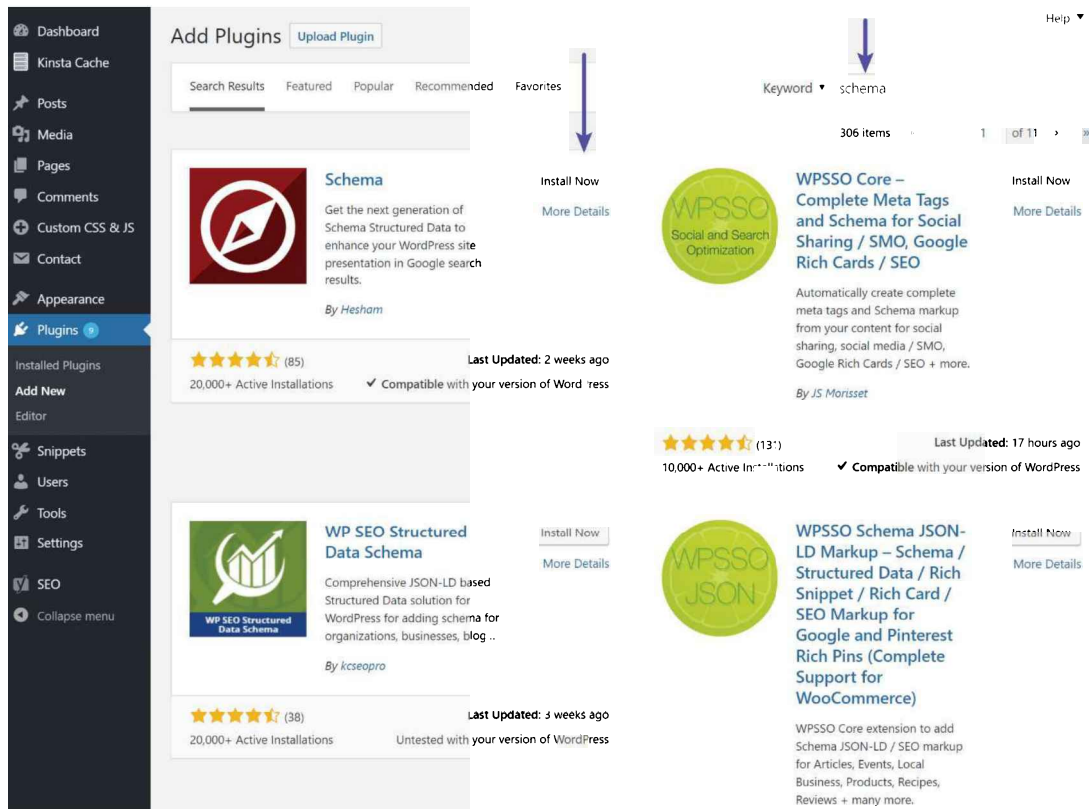 Dashboard
Kinsta Cache
Posts
Media
Pages
Comments
Custom CSS & JS
Contact
Appearance
Plugins 9
Installed Plugins
Add New
Editor
Snippets
Users
Tools
Settings
SEO
Collapse menu
Help
Add Plugins Upload Plugin
Search Results Featured Popular Recommended Favorites Keyword schema
306 items 1 of 11 › »
Schema
Get the next generation of
Schema Structured Data to
enhance your WordPress site
presentation in Google search
results.
By Hesham
Install Now
More Details
(85)
Last Updated: 2 weeks ago
20,000+ Active Installations
Compatible with your version of WordPress
WPSSO
Social and Search
Optimization
WPSSO Core –
Complete Meta Tags
and Schema for Social
Sharing / SMO, Google
Rich Cards / SEO
Automatically create complete
meta tags and Schema markup
from your content for social
sharing, social media / SMO,
Google Rich Cards / SEO + more.
By JS Morisset
Install Now
More Details
(131)
Last Updated: 17 hours ago
10,000+ Active Installations
Compatible with your version of WordPress
WP SEO Structured
Data Schema
WP SEO Structured
Data Schema
Comprehensive JSON-LD based
Structured Data solution for
WordPress for adding schema for
organizations, businesses, blog ..
By kcseopro
Install Now
More Details
(38)
Last Updated: 3 weeks ago
20,000+ Active Installations
Untested with your version of WordPress
WPSSO
JSON
WPSSO Schema JSON-
LD Markup – Schema /
Structured Data / Rich
Snippet / Rich Card /
SEO Markup for
Google and Pinterest
Rich Pins (Complete
Support for
WooCommerce)
WPSSO Core extension to add
Schema JSON-LD / SEO markup
for Articles, Events, Local
Business, Products, Recipes,
Reviews + many more.
Install Now
More Details